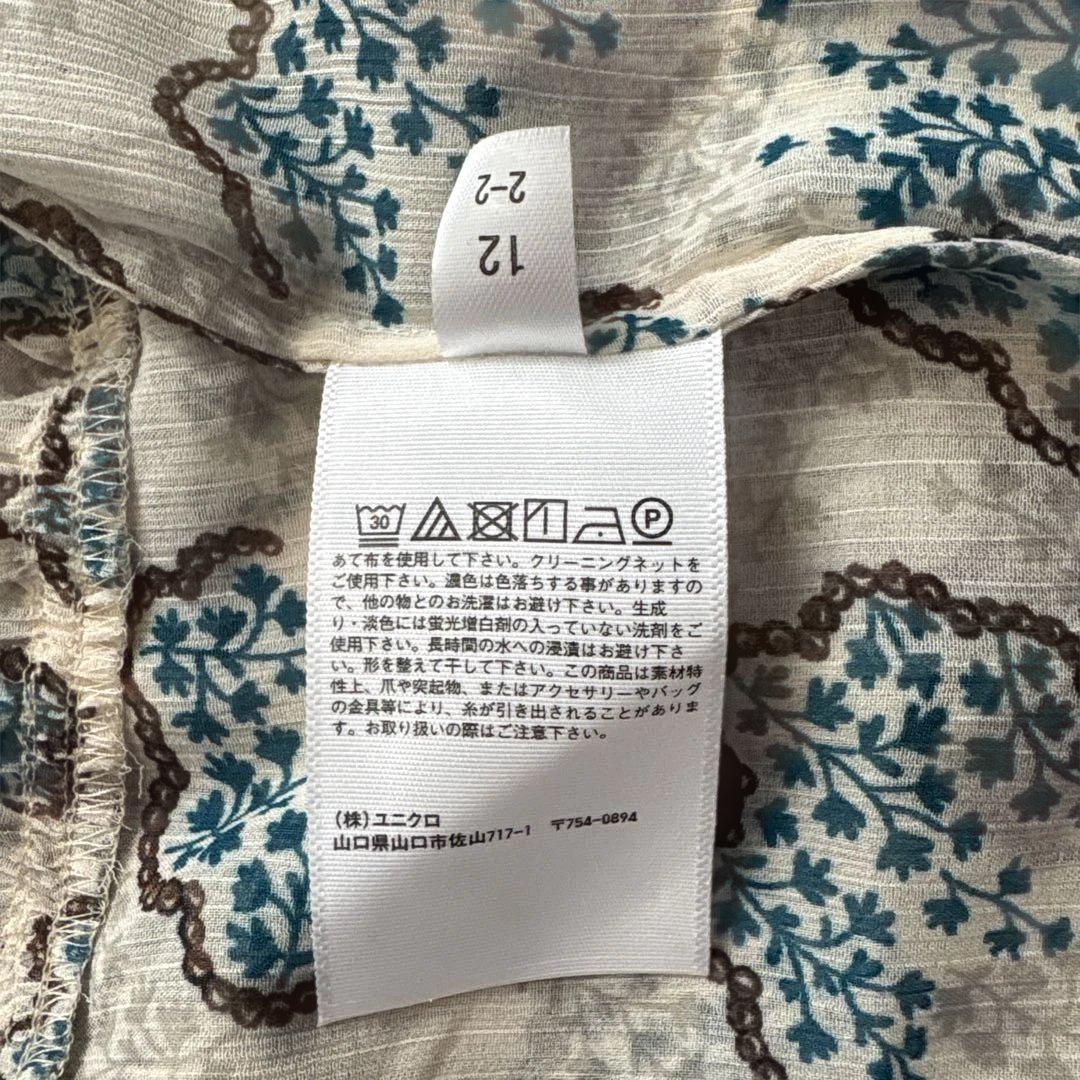 2-2
12
30
P
あて布を使用して下さい。クリーニングネットを
ご使用下さい。濃色は色落ちする事がありますの
で、他の物とのお洗濯はお避け下さい。生成
り・淡色には蛍光増白剤の入っていない洗剤をご
使用下さい。長時間の水への浸漬はお避け下さ
い。形を整えて干して下さい。この商品は素材特
性上、爪や突起物、またはアクセサリーやバッグ
の金具等により、糸が引き出されることがありま
す。お取り扱いの際はご注意下さい。
(株)ユニクロ
山口県山口市佐山717-1 〒754-0894